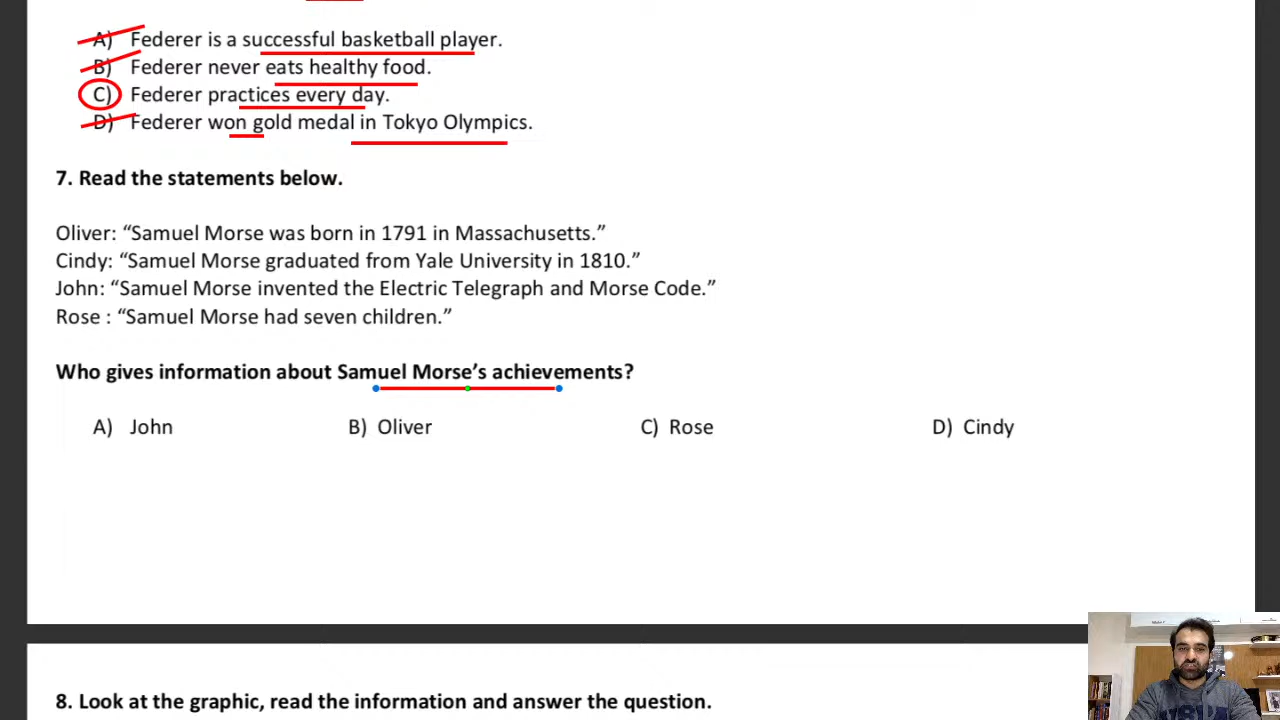 A) Federer is a successful basketball player.
B) Federer never eats healthy food.
C) Federer practices every day.
D) Federer won gold medal in Tokyo Olympics.
7. Read the statements below.
Oliver: “Samuel Morse was born in 1791 in Massachusetts.”
Cindy: “Samuel Morse graduated from Yale University in 1810.”
John: “Samuel Morse invented the Electric Telegraph and Morse Code.”
Rose : “Samuel Morse had seven children.”
Who gives information about Samuel Morse’s achievements?
A) John B) Oliver C) Rose D) Cindy
8. Look at the graphic, read the information and answer the question.